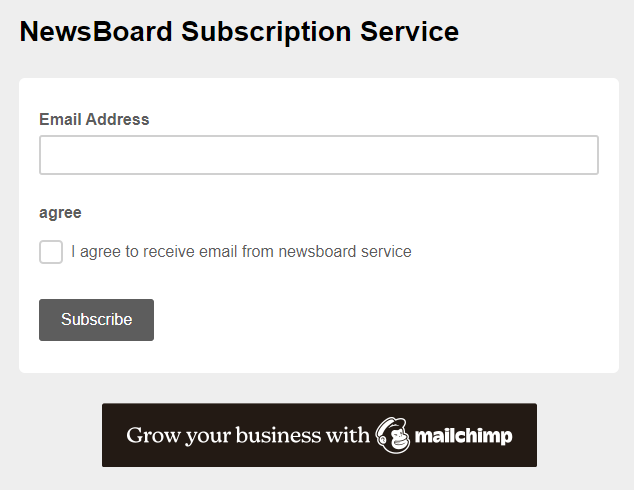 NewsBoard Subscription Service
Email Address
agree
I agree to receive email from newsboard service
Subscribe
Grow your business with mailchimp